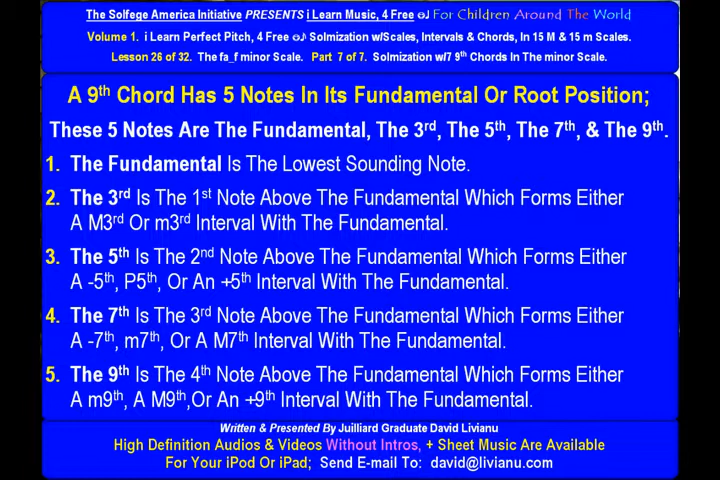 The Solfege America Initiative PRESENTS i Learn Music, 4 Free ॐ♪ For Children Around The World
Volume 1. i Learn Perfect Pitch, 4 Free ॐ♪ Solmization w/Scales, Intervals & Chords, In 15 M & 15 m Scales.
Lesson 26 of 32. The fa_f minor Scale. Part 7 of 7. Solmization w/7 9th Chords In The minor Scale.
A 9th Chord Has 5 Notes In Its Fundamental Or Root Position;
These 5 Notes Are The Fundamental, The 3rd, The 5th, The 7th, & The 9th.
1. The Fundamental Is The Lowest Sounding Note.
2. The 3rd Is The 1st Note Above The Fundamental Which Forms Either
A M3rd Or m3rd Interval With The Fundamental.
3. The 5th Is The 2nd Note Above The Fundamental Which Forms Either
A -5th, P5th, Or An +5th Interval With The Fundamental.
4. The 7th Is The 3rd Note Above The Fundamental Which Forms Either
A -7th, m7th, Or A M7th Interval With The Fundamental.
5. The 9th Is The 4th Note Above The Fundamental Which Forms Either
A m9th, A M9th,Or An +9th Interval With The Fundamental.
Written & Presented By Juilliard Graduate David Livianu
High Definition Audios & Videos Without Intros, + Sheet Music Are Available
For Your iPod Or iPad; Send E-mail To: david@livianu.com